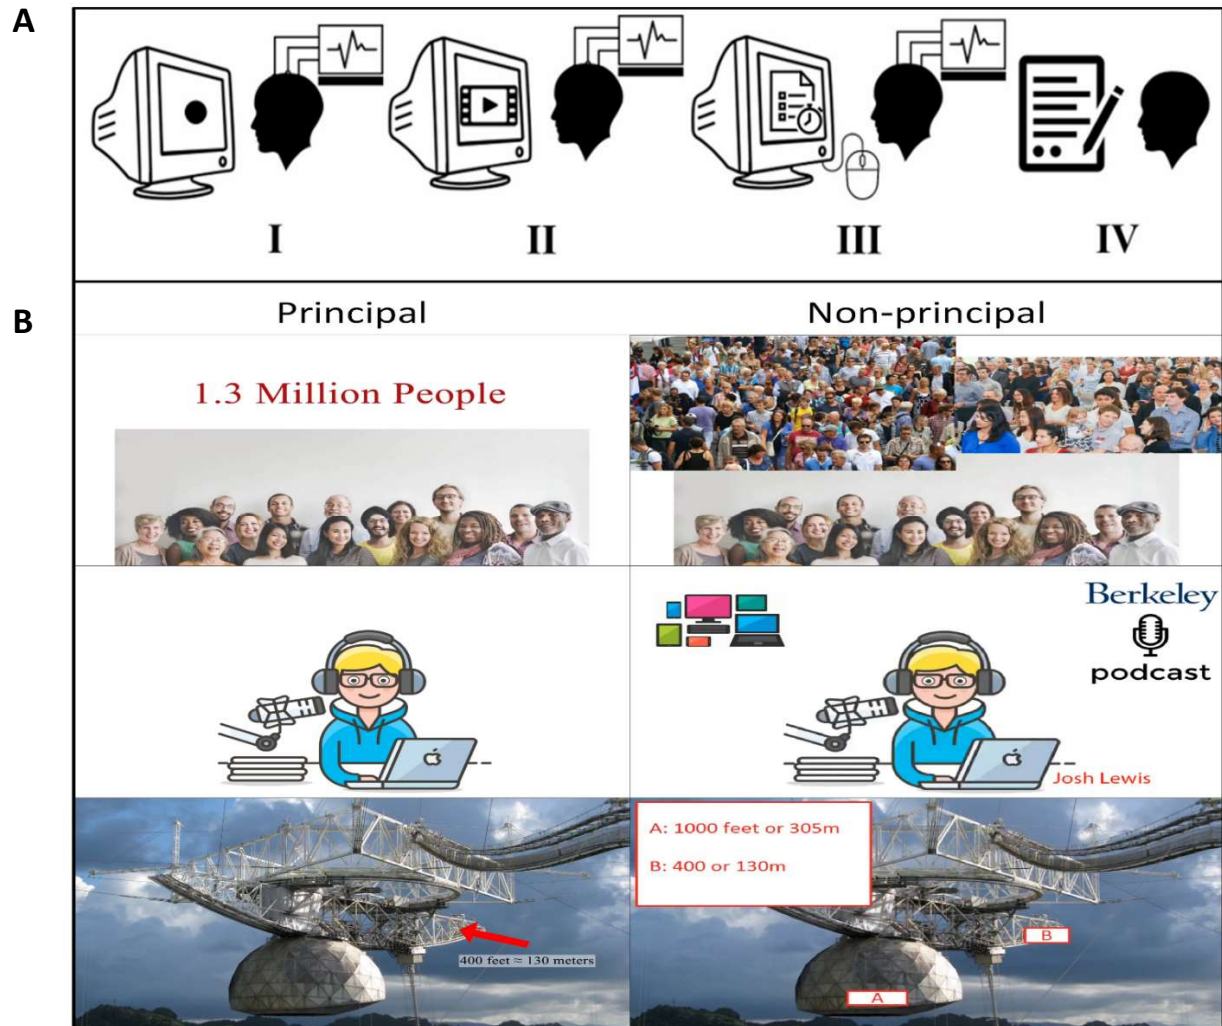 A
I
II
III
IV
B
Principal
Non-principal
1.3 Million People
Berkeley
podcast
Josh Lewis
400 feet ≈ 130 meters
A: 1000 feet or 305m
B: 400 or 130m
B
A